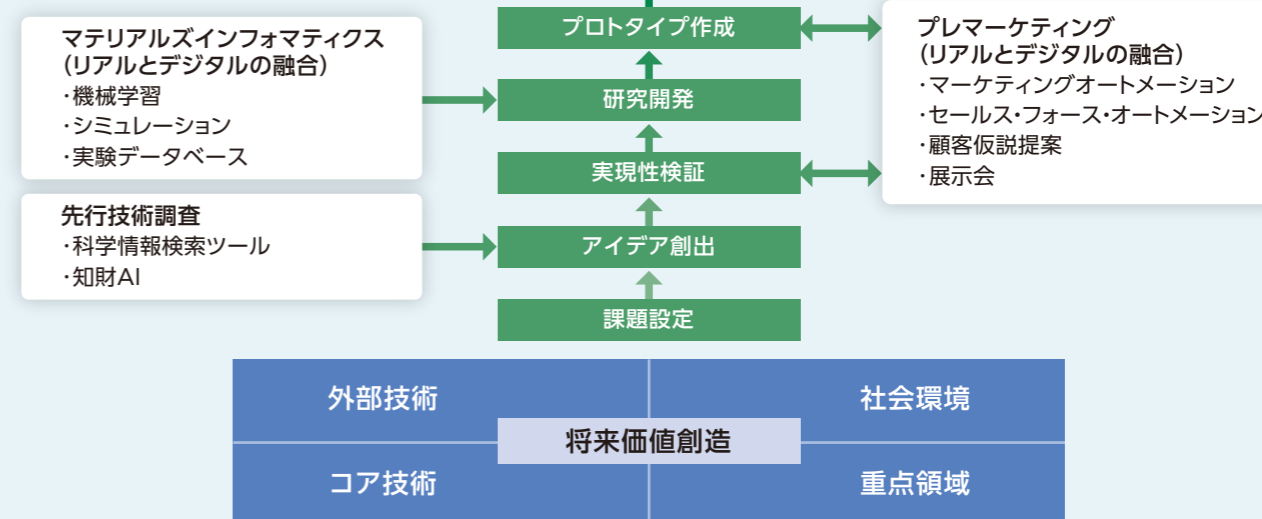 マテリアルズインフォマティクス
(リアルとデジタルの融合)
・機械学習
・シミュレーション
・実験データベース
先行技術調査
・科学情報検索ツール
・知財AI
プロトタイプ作成
研究開発
実現性検証
アイデア創出
課題設定
プレマーケティング
(リアルとデジタルの融合)
・マーケティングオートメーション
・セールス・フォース・オートメーション
・顧客仮説提案
・展示会
外部技術
社会環境
将来価値創造
コア技術
重点領域